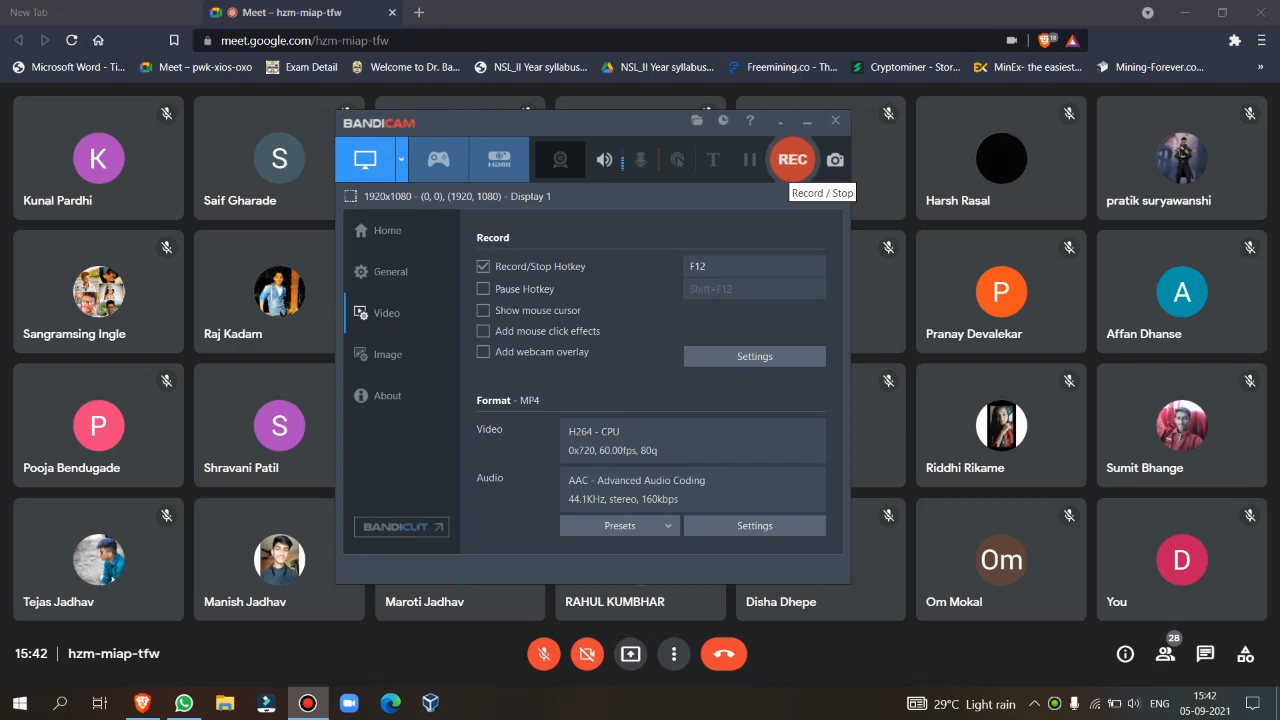 New Tab
Meet – hzm-miap-tfw
meet.google.com/hzm-miap-tfw
18
Microsoft Word - Ti...
Meet – pwk-xios-oxo
Exam Detail
Welcome to Dr. Ba...
NSL_II Year syllabus...
NSL_II Year syllabus...
Freemining.co - Th...
Cryptominer - Stor...
MinEx- the easiest...
Mining-Forever.co...
»
K
Kunal Pardhi
S
Saif Gharade
Harsh Rasal
pratik suryawanshi
BANDICAM
?
HDMI
T
REC
Record / Stop
1920x1080 - (0, 0), (1920, 1080) - Display 1
Home
General
Video
Image
About
BANDICUT
Record
Record/Stop Hotkey
F12
Pause Hotkey
Shift+F12
Show mouse cursor
Add mouse click effects
Add webcam overlay
Settings
Format - MP4
Video
H264 - CPU
0x720, 60.00fps, 80q
Audio
AAC - Advanced Audio Coding
44.1KHz, stereo, 160kbps
Presets
Settings
Sangramsing Ingle
Raj Kadam
P
Pranay Devalekar
A
Affan Dhanse
P
Pooja Bendugade
S
Shravani Patil
Riddhi Rikame
Sumit Bhange
Tejas Jadhav
Manish Jadhav
Maroti Jadhav
RAHUL KUMBHAR
Disha Dhepe
Om
Om Mokal
D
You
15:42 | hzm-miap-tfw
28
29°C Light rain
ENG
15:42
05-09-2021